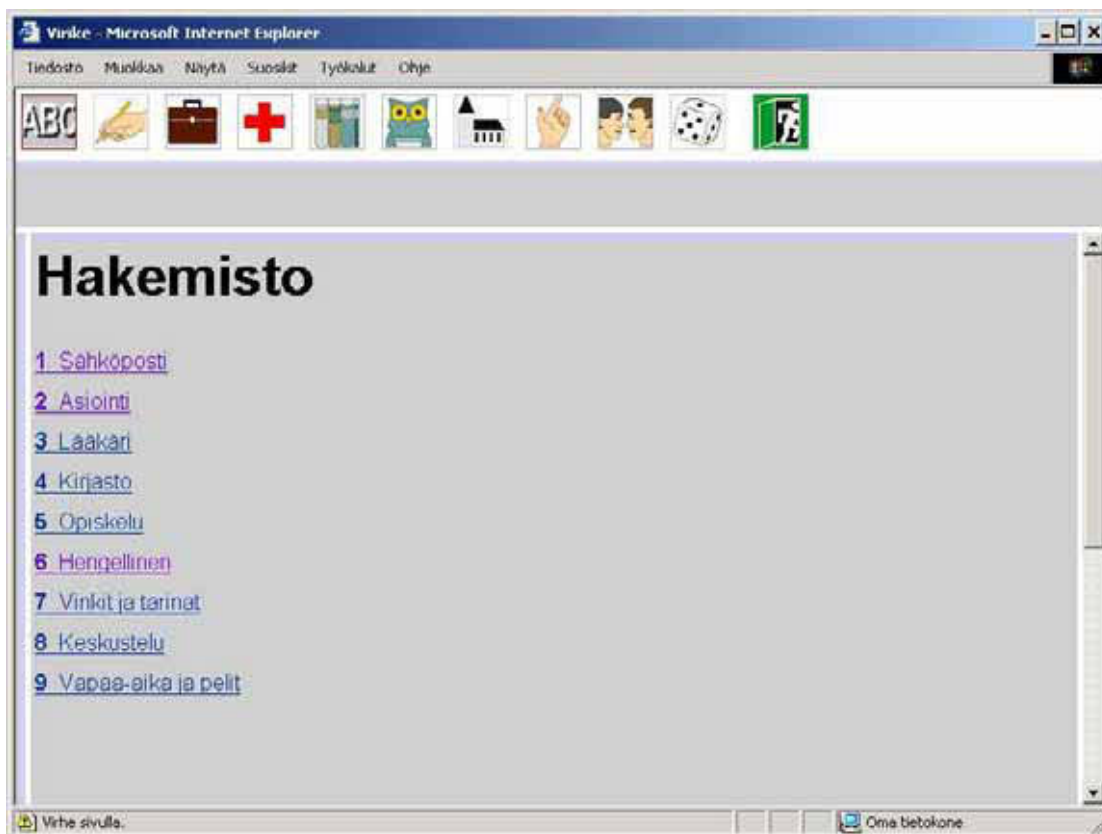 Virike - Microsoft Internet Explorer
Tiedosto Muokkaa Näytä Suosikit Työkalut Ohje
ABC
Hakemisto
1 Sähköposti
2 Asiointi
3 Lääkäri
4 Kirjasto
5 Opiskelu
6 Hengellinen
7 Vinkit ja tarinat
8 Keskustelu
9 Vapaa-aika ja pelit
Virhe sivulla. Oma tietokone